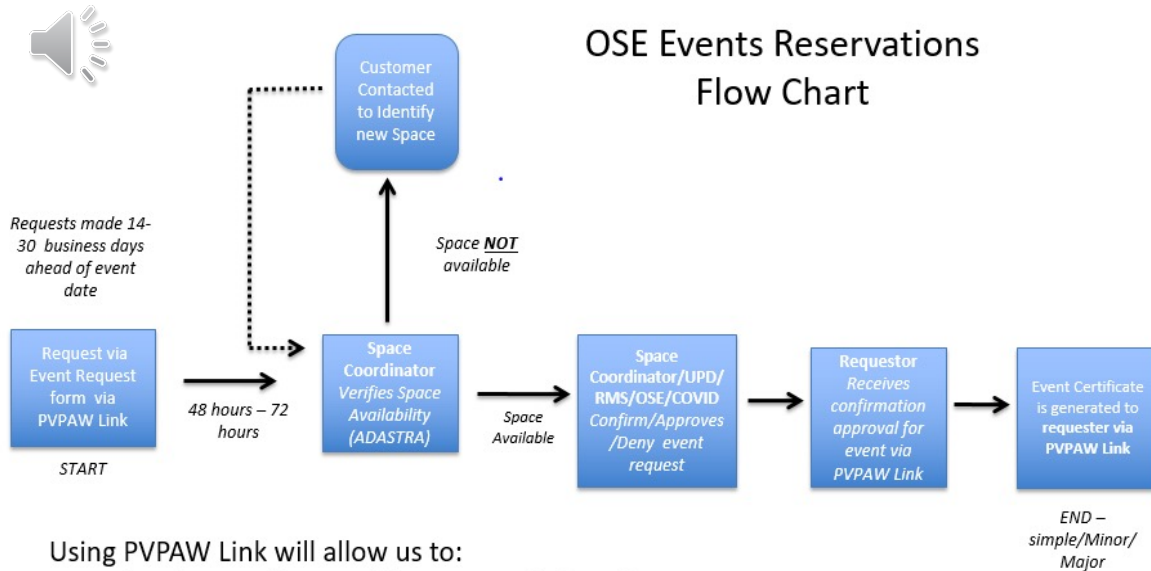 OSE Events Reservations
Flow Chart
Customer
Contacted
to Identify
new Space
Requests made 14-
30 business days
ahead of event
date
Space NOT
available
Request via
Event Request
form via
PVPAW Link
START
48 hours – 72
hours
Space
Coordinator
Verifies Space
Availability
(ADASTRA)
Space
Available
Space
Coordinator/UPD/
RMS/OSE/COVID
Confirm/Approves
/Deny event
request
Requestor
Receives
confirmation
approval for
event via
PVPAW Link
Event Certificate
is generated to
requester via
PVPAW Link
END –
simple/Minor/
Major
Using PVPAW Link will allow us to: